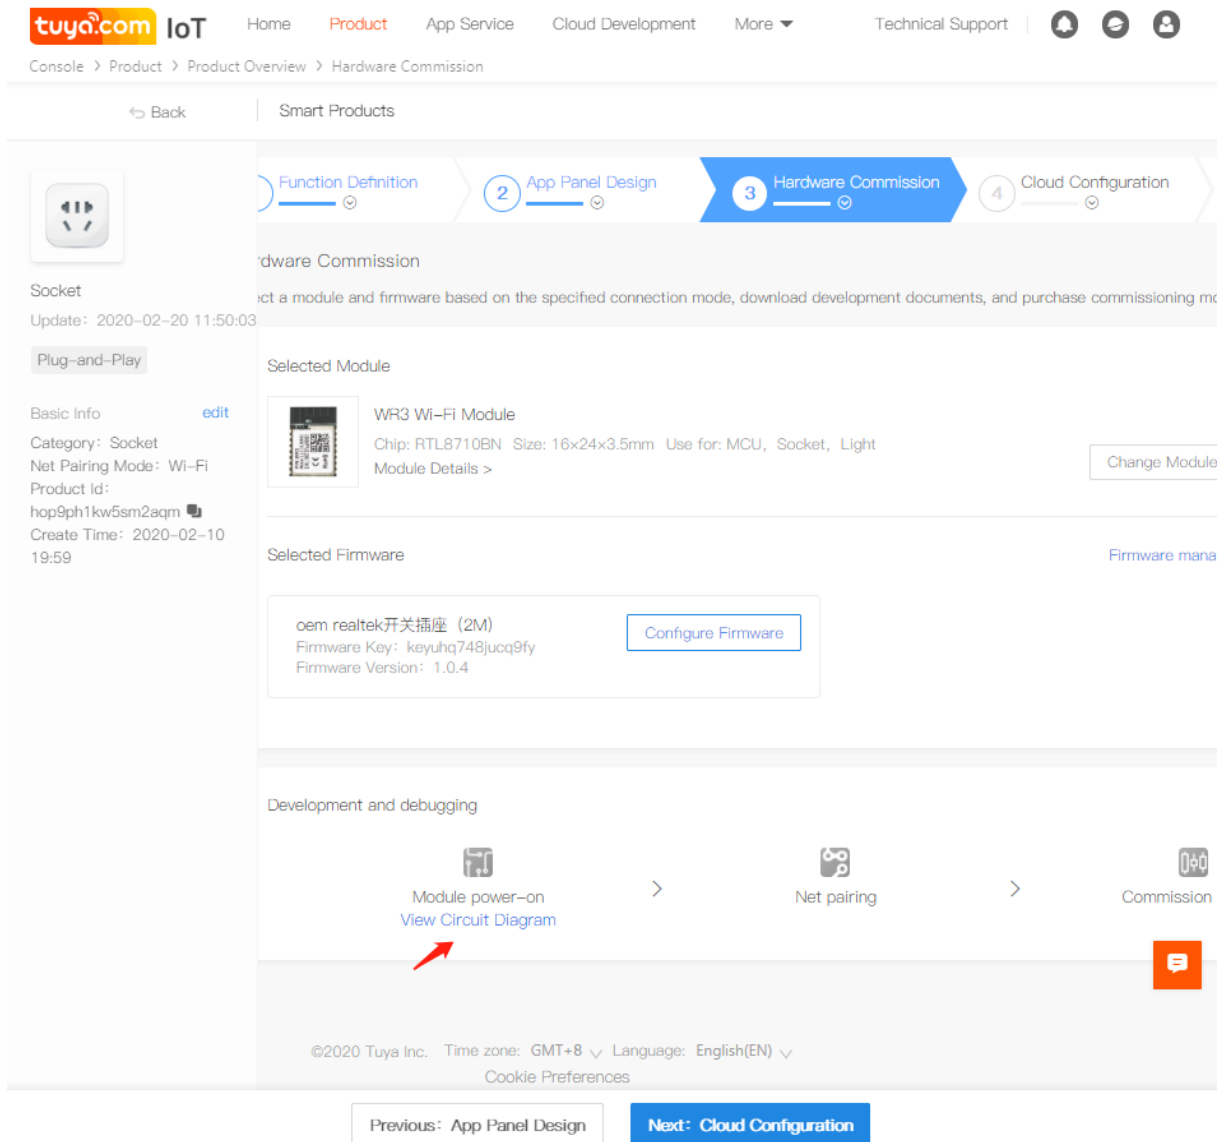 tuya.com IoT Home Product App Service Cloud Development More Technical Support
Console > Product > Product Overview > Hardware Commission
Back Smart Products
Function Definition
2 App Panel Design
3 Hardware Commission
4 Cloud Configuration
dware Commission
ct a module and firmware based on the specified connection mode, download development documents, and purchase commissioning mo
Socket
Update: 2020-02-20 11:50:03
Plug-and-Play
Basic Info edit
Category: Socket
Net Pairing Mode: Wi-Fi
Product Id:
hop9ph1kw5sm2aqm
Create Time: 2020-02-10
19:59
Selected Module
WR3 Wi-Fi Module
Chip: RTL8710BN Size: 16x24x3.5mm Use for: MCU, Socket, Light
Module Details >
Change Module
Selected Firmware
Firmware mana
oem realtek开关插座（2M）
Firmware Key: keyuhq748jucq9fy
Firmware Version: 1.0.4
Configure Firmware
Development and debugging
Module power-on
View Circuit Diagram
Net pairing
Commission
©2020 Tuya Inc. Time zone: GMT+8 Language: English(EN)
Cookie Preferences
Previous: App Panel Design
Next: Cloud Configuration